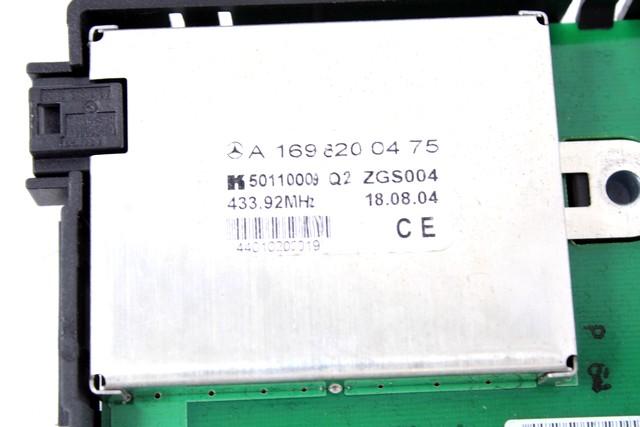 A 169 820 04 75
K 50110009 Q2 ZGS004
433.92MHz 18.08.04
CE